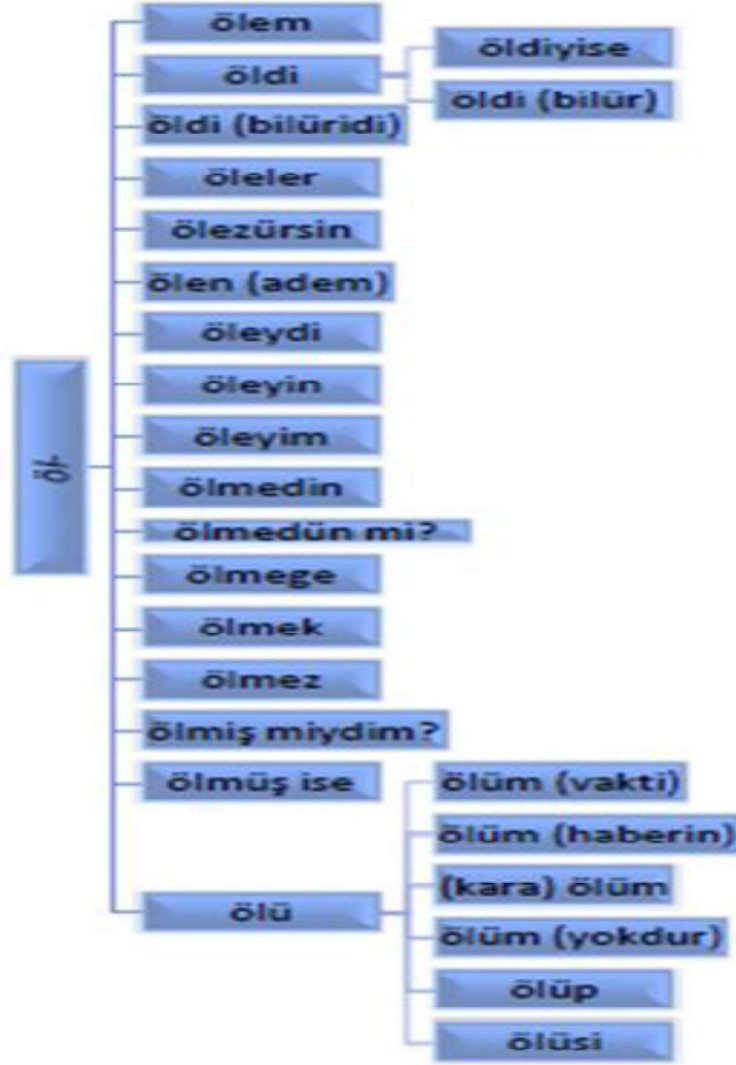 öl-
ölem
öldi
öldiyise
öldi (bilür)
öldi (bilüridi)
öleler
ölezürsin
ölen (adem)
öleydi
öleyin
öleyim
ölmedin
ölmedün mi?
ölmege
ölmek
ölmez
ölmiş miydim?
ölmüş ise
ölü
ölüm (vakti)
ölüm (haberin)
(kara) ölüm
ölüm (yokdur)
ölüp
ölüsi